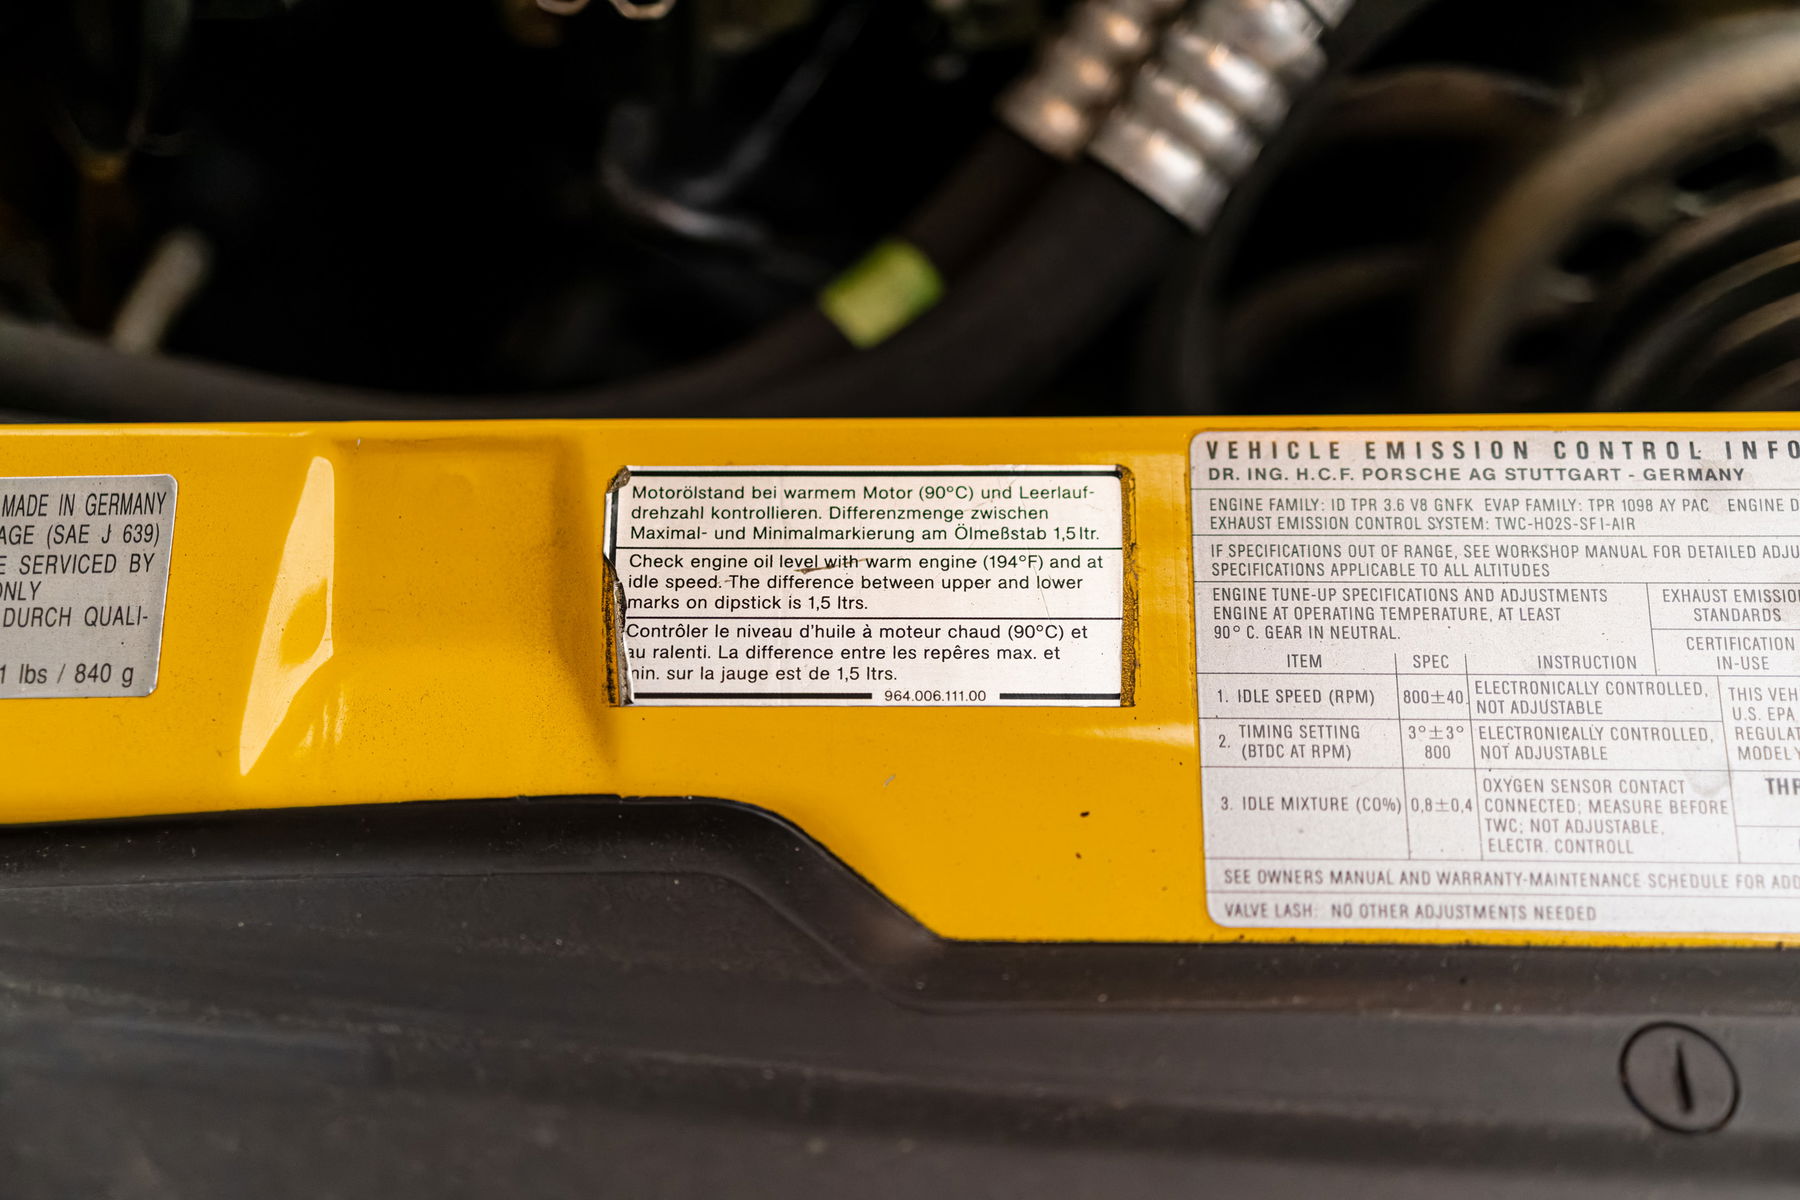 MADE IN GERMANY
AGE (SAE J 639)
E SERVICED BY
ONLY
DURCH QUALI-
1 lbs / 840 g
Motorölstand bei warmem Motor (90°C) und Leerlauf-
drehzahl kontrollieren. Differenzmenge zwischen
Maximal- und Minimalmarkierung am Ölmeßstab 1,5 ltr.
Check engine oil level with warm engine (194°F) and at
idle speed. The difference between upper and lower
marks on dipstick is 1,5 ltrs.
Contrôler le niveau d'huile à moteur chaud (90°C) et
au ralenti. La difference entre les repêres max. et
min. sur la jauge est de 1,5 ltrs.
964.006.111.00
VEHICLE EMISSION CONTROL INFO
DR. ING. H.C.F. PORSCHE AG STUTTGART - GERMANY
ENGINE FAMILY: ID TPR 3.6 V8 GNFK EVAP FAMILY: TPR 1098 AY PAC ENGINE D
EXHAUST EMISSION CONTROL SYSTEM: TWC-HO2S-SFI-AIR
IF SPECIFICATIONS OUT OF RANGE, SEE WORKSHOP MANUAL FOR DETAILED ADJU
SPECIFICATIONS APPLICABLE TO ALL ALTITUDES
ENGINE TUNE-UP SPECIFICATIONS AND ADJUSTMENTS
ENGINE AT OPERATING TEMPERATURE, AT LEAST
90° C. GEAR IN NEUTRAL.
EXHAUST EMISSIO
STANDARDS
CERTIFICATION
IN-USE
ITEM SPEC INSTRUCTION
1. IDLE SPEED (RPM) 800±40 ELECTRONICALLY CONTROLLED,
NOT ADJUSTABLE
2. TIMING SETTING 3°±3° ELECTRONICALLY CONTROLLED,
(BTDC AT RPM) 800 NOT ADJUSTABLE
3. IDLE MIXTURE (CO%) 0,8±0,4 OXYGEN SENSOR CONTACT
CONNECTED; MEASURE BEFORE
TWC; NOT ADJUSTABLE,
ELECTR. CONTROLL
THIS VEH
U.S. EPA
REGULAT
MODEL Y
THR
SEE OWNERS MANUAL AND WARRANTY-MAINTENANCE SCHEDULE FOR ADD
VALVE LASH: NO OTHER ADJUSTMENTS NEEDED
1